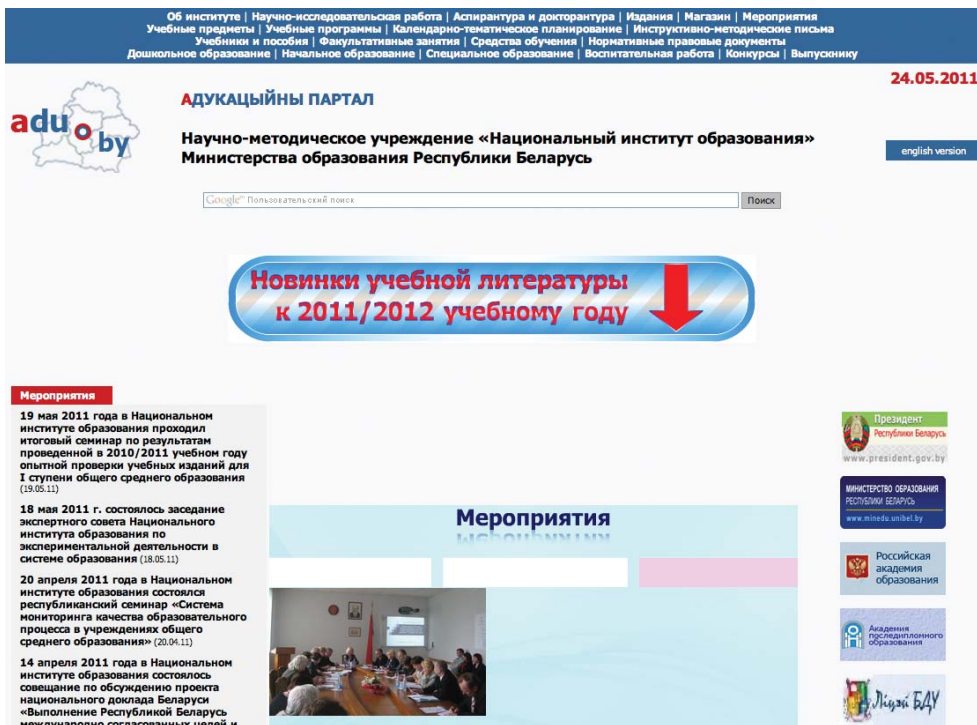 Об институте | Научно-исследовательская работа | Аспирантура и докторантура | Издания | Магазин | Мероприятия
Учебные предметы | Учебные программы | Календарно-тематическое планирование | Инструктивно-методические письма
Учебники и пособия | Факультативные занятия | Средства обучения | Нормативные правовые документы
Дошкольное образование | Начальное образование | Специальное образование | Воспитательная работа | Конкурсы | Выпускнику
24.05.2011
adu
by
АДУКАЦЫЙНЫ ПАРТАЛ
Научно-методическое учреждение «Национальный институт образования»
Министерства образования Республики Беларусь
english version
Google™ Пользовательский поиск
Поиск
Новинки учебной литературы
к 2011/2012 учебному году
Мероприятия
19 мая 2011 года в Национальном
институте образования проходил
итоговый семинар по результатам
проведенной в 2010/2011 учебном году
опытной проверки учебных изданий для
I ступени общего среднего образования
(19.05.11)
18 мая 2011 г. состоялось заседание
экспертного совета Национального
института образования по
экспериментальной деятельности в
системе образования (18.05.11)
20 апреля 2011 года в Национальном
институте образования состоялся
республиканский семинар «Система
мониторинга качества образовательного
процесса в учреждениях общего
среднего образования» (20.04.11)
14 апреля 2011 года в Национальном
институте образования состоялось
совещание по обсуждению проекта
национального доклада Беларуси
«Выполнение Республикой Беларусь
международно согласованных целей и
Мероприятия
Президент
Республики Беларусь
www.president.gov.by
МИНИСТЕРСТВО ОБРАЗОВАНИЯ
РЕСПУБЛИКИ БЕЛАРУСЬ
www.minedu.unibel.by
Российская
академия
образования
Академия
последипломного
образования
Ліцэй БДУ